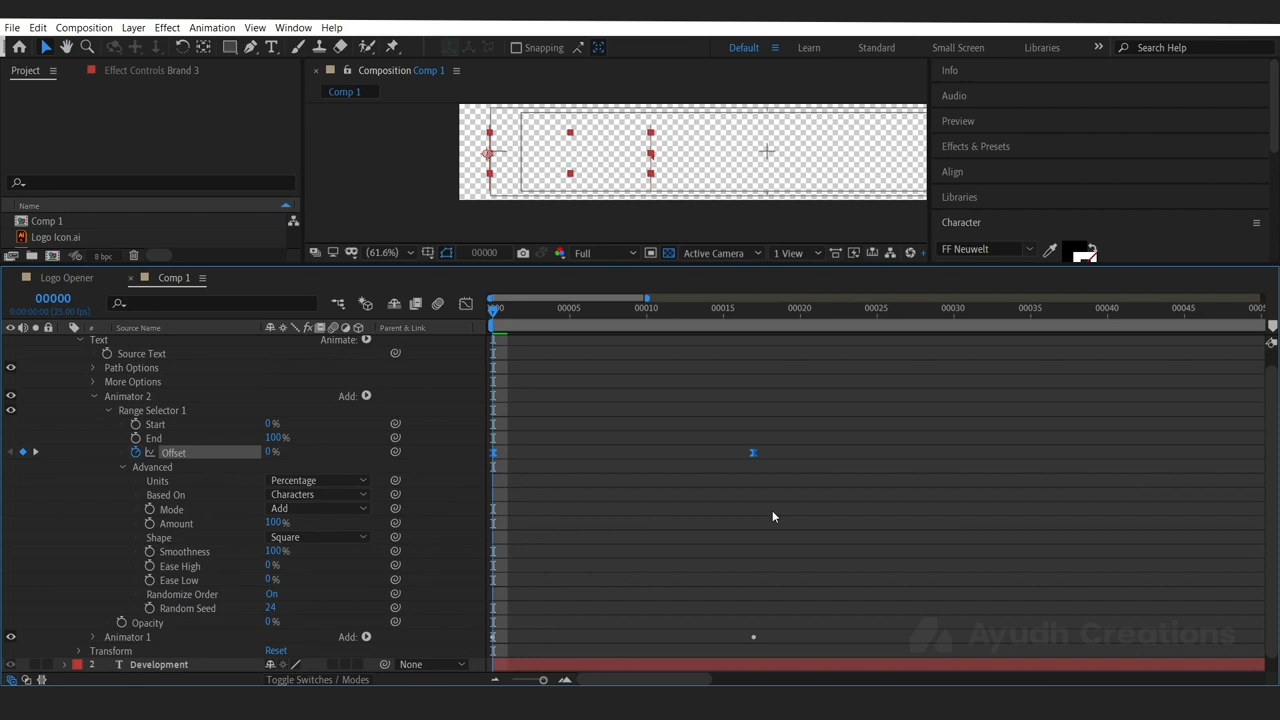 File Edit Composition Layer Effect Animation View Window Help
Snapping Default Learn Standard Small Screen Libraries Search Help
Project Effect Controls Brand 3 Composition Comp 1 Info
Comp 1 Audio
Preview
Effects & Presets
Align
Libraries
Name Character
Comp 1
Logo Icon.ai FF Neuwelt
8 bpc (61.6%) 00000 Full Active Camera 1 View
Logo Opener Comp 1
00000
0:00:00:00 (25.00 fps)
00005 00010 00015 00020 00025 00030 00035 00040 00045
# Source Name Parent & Link
Text Animate:
Source Text
Path Options
More Options
Animator 2 Add:
Range Selector 1
Start 0%
End 100%
Offset 0%
Advanced
Units Percentage
Based On Characters
Mode Add
Amount 100%
Shape Square
Smoothness 100%
Ease High 0%
Ease Low 0%
Randomize Order On
Random Seed 24
Opacity 0%
Animator 1 Add:
Ayudh Creations
Transform Reset
2 T Development None
Toggle Switches / Modes